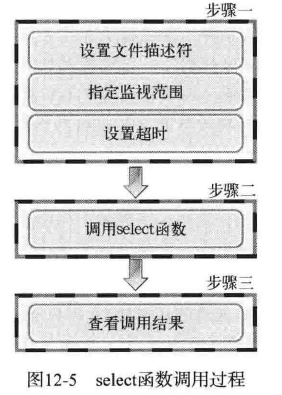 步骤一
设置文件描述符
指定监视范围
设置超时
步骤二
调用select函数
步骤三
查看调用结果
图12-5 select函数调用过程